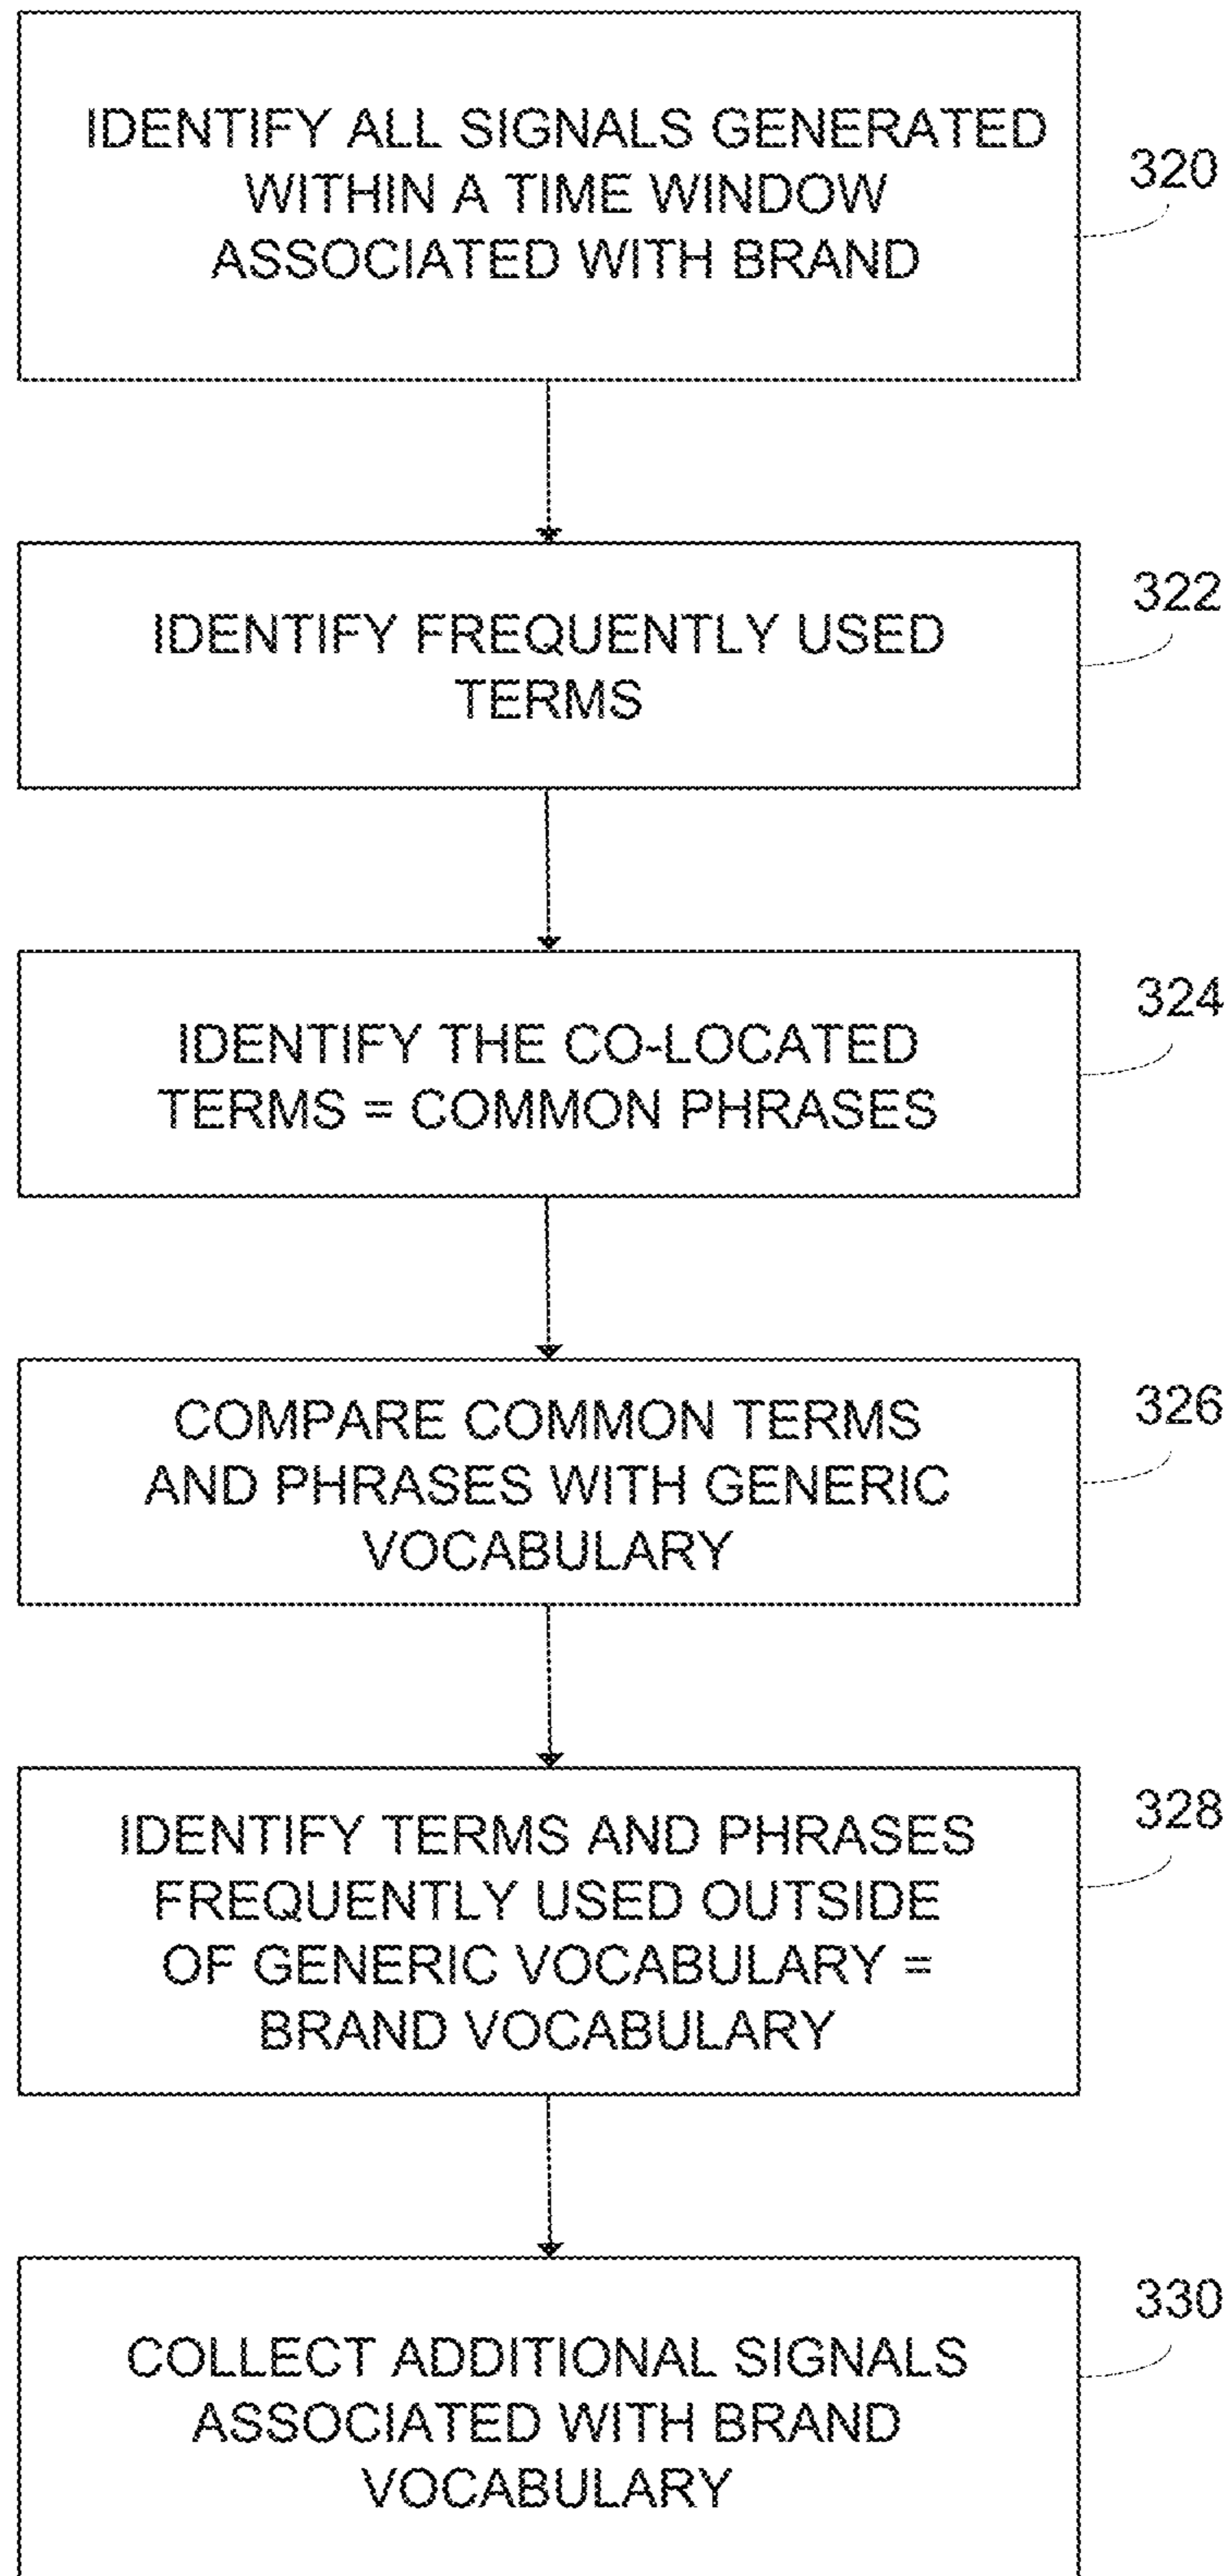 IDENTIFY ALL SIGNALS GENERATED
WITHIN A TIME WINDOW
ASSOCIATED WITH BRAND
320
IDENTIFY FREQUENTLY USED
TERMS
322
IDENTIFY THE CO-LOCATED
TERMS = COMMON PHRASES
324
COMPARE COMMON TERMS
AND PHRASES WITH GENERIC
VOCABULARY
326
IDENTIFY TERMS AND PHRASES
FREQUENTLY USED OUTSIDE
OF GENERIC VOCABULARY =
BRAND VOCABULARY
328
COLLECT ADDITIONAL SIGNALS
ASSOCIATED WITH BRAND
VOCABULARY
330